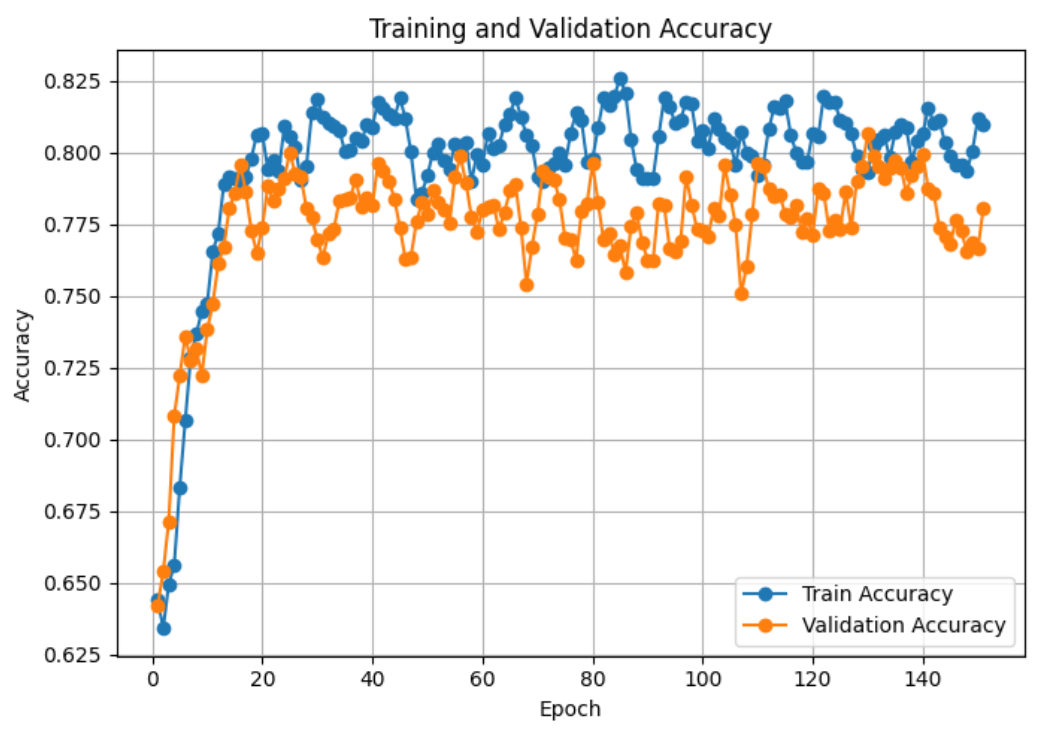 Training and Validation Accuracy
Accuracy
0.825
0.800
0.775
0.750
0.725
0.700
0.675
0.650
0.625
Train Accuracy
Validation Accuracy
0 20 40 60 80 100 120 140
Epoch